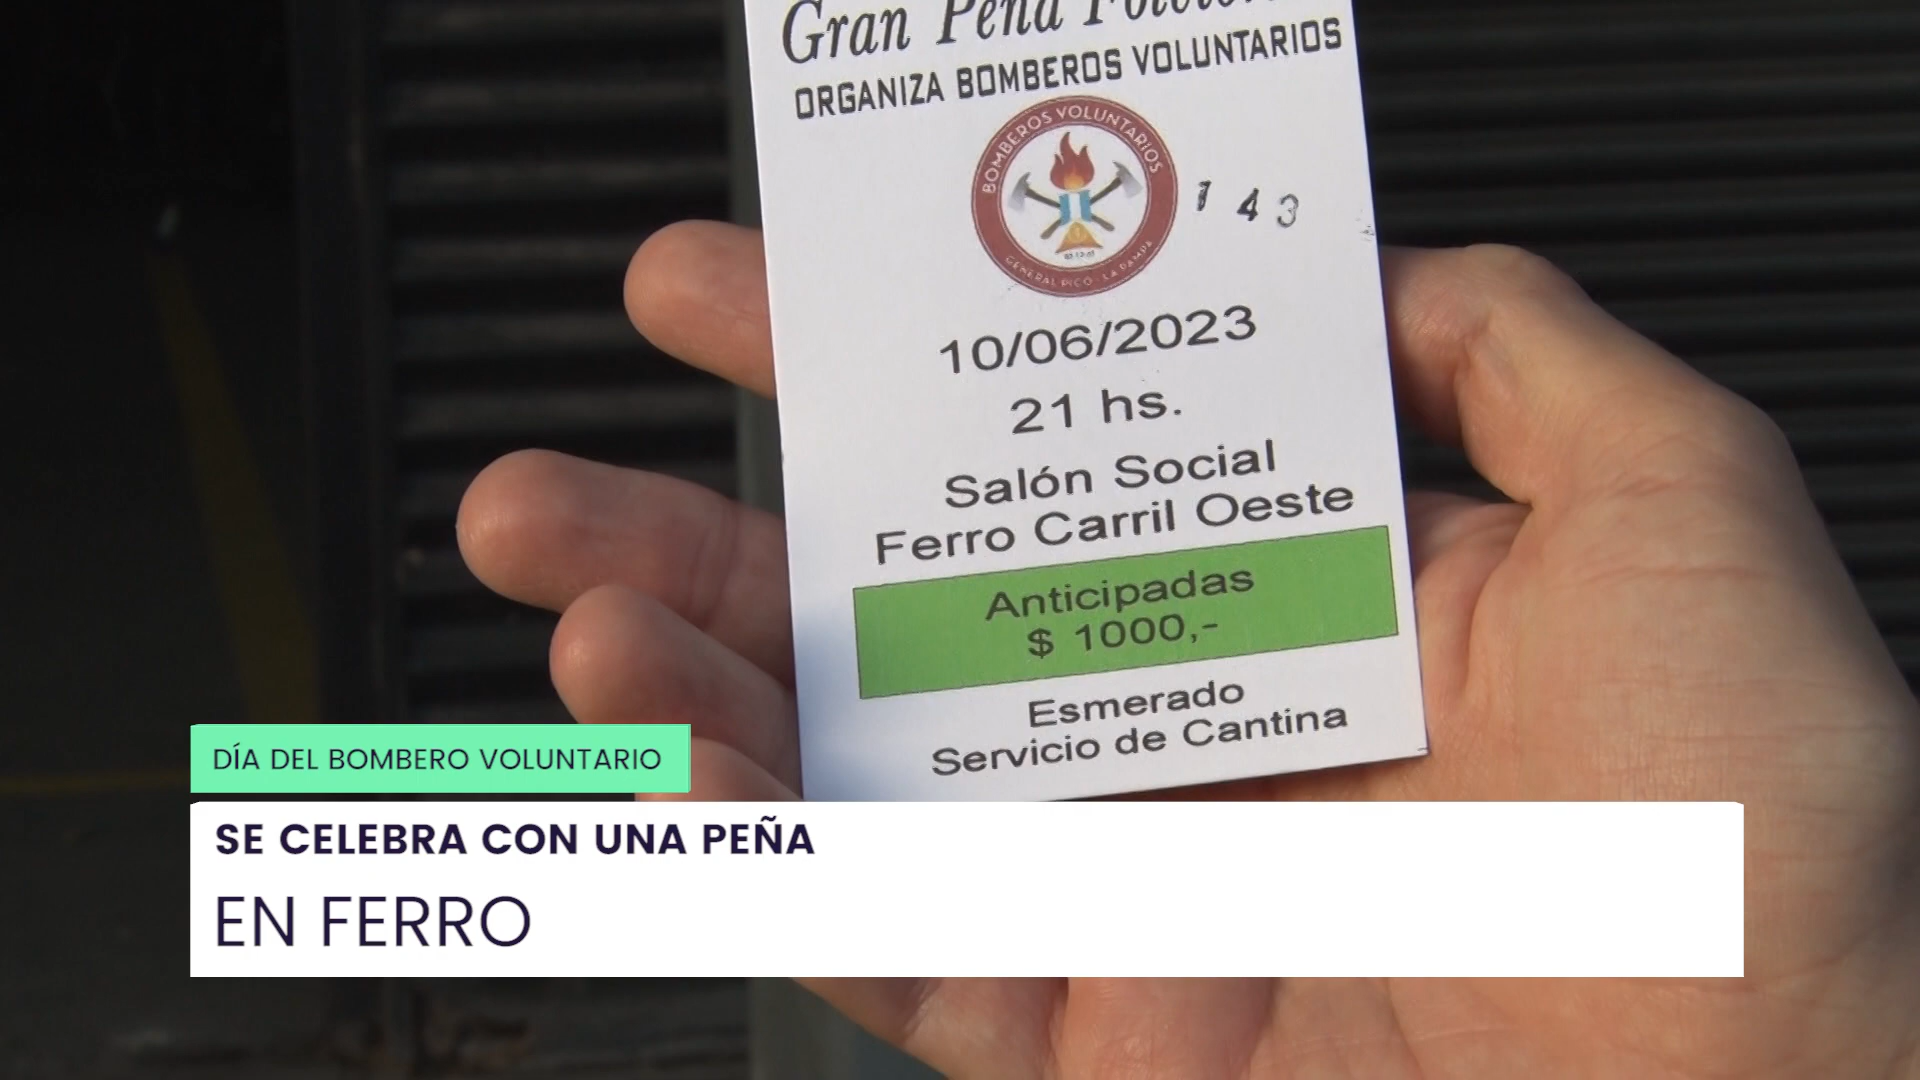 Gran Peña
ORGANIZA BOMBEROS VOLUNTARIOS
BOMBEROS VOLUNTARIOS
GENERAL PICO - LA PAMPA
143
10/06/2023
21 hs.
Salón Social
Ferro Carril Oeste
Anticipadas
$ 1000,-
Esmerado
Servicio de Cantina
DÍA DEL BOMBERO VOLUNTARIO
SE CELEBRA CON UNA PEÑA
EN FERRO